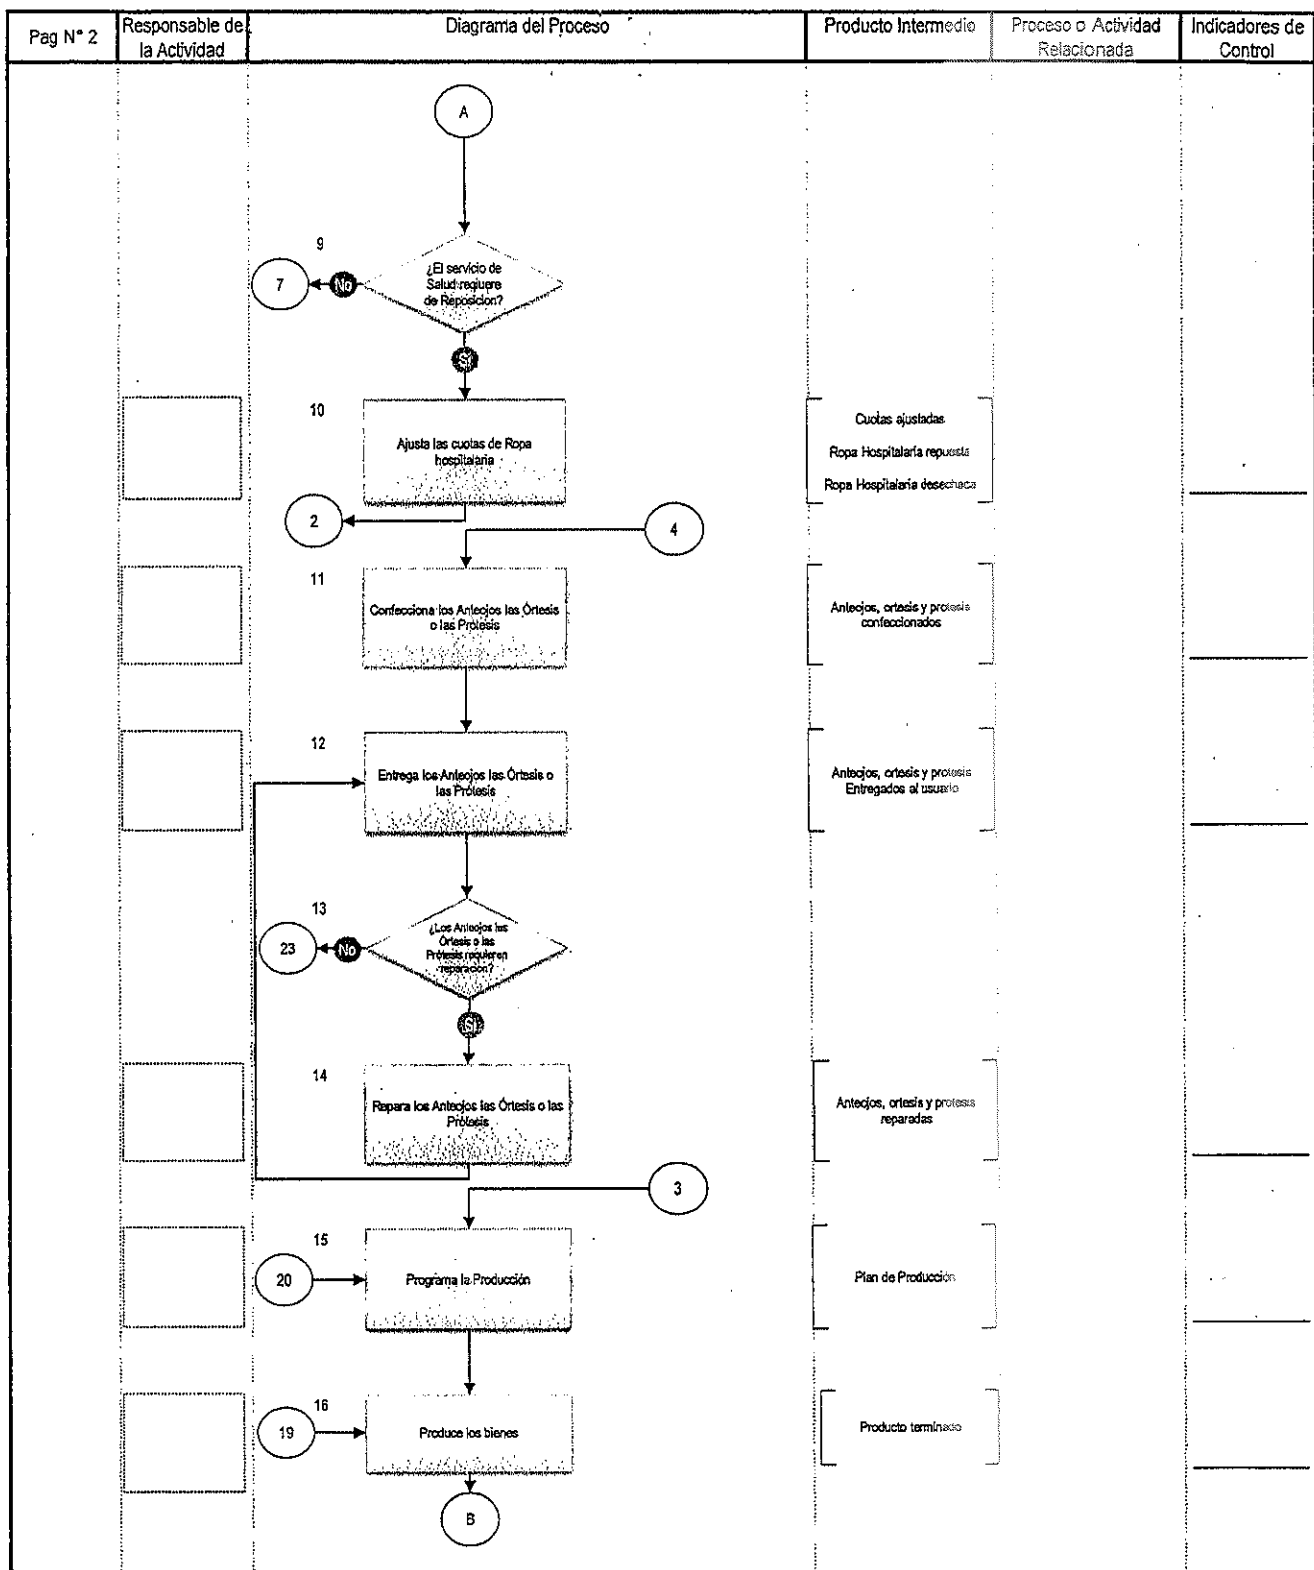 Pag N° 2
Responsable de
la Actividad
Diagrama del Proceso
Producto Intermedio
Proceso o Actividad
Relacionada
Indicadores de
Control
A
9
¿El servicio de
Salud requiere
de Reposicion?
7
No
Si
10
Ajusta las cuotas de Ropa
hospitalaria
Cuotas ajustadas
Ropa Hospitalaria repuesta
Ropa Hospitalaria desechada
2
4
11
Confecciona los Anteojos las Órtesis
o las Prótesis
Anteojos, ortesis y protesis
confeccionados
12
Entrega los Anteojos las Órtesis o
las Prótesis
Anteojos, ortesis y protesis
Entregados al usuario
13
¿Los Anteojos las
Órtesis o las
Prótesis requieren
reparación?
23
No
Si
14
Repara los Anteojos las Órtesis o las
Prótesis
Anteojos, ortesis y protesis
reparadas
3
15
20
Programa la Producción
Plan de Producción
16
19
Produce los bienes
Producto terminado
B